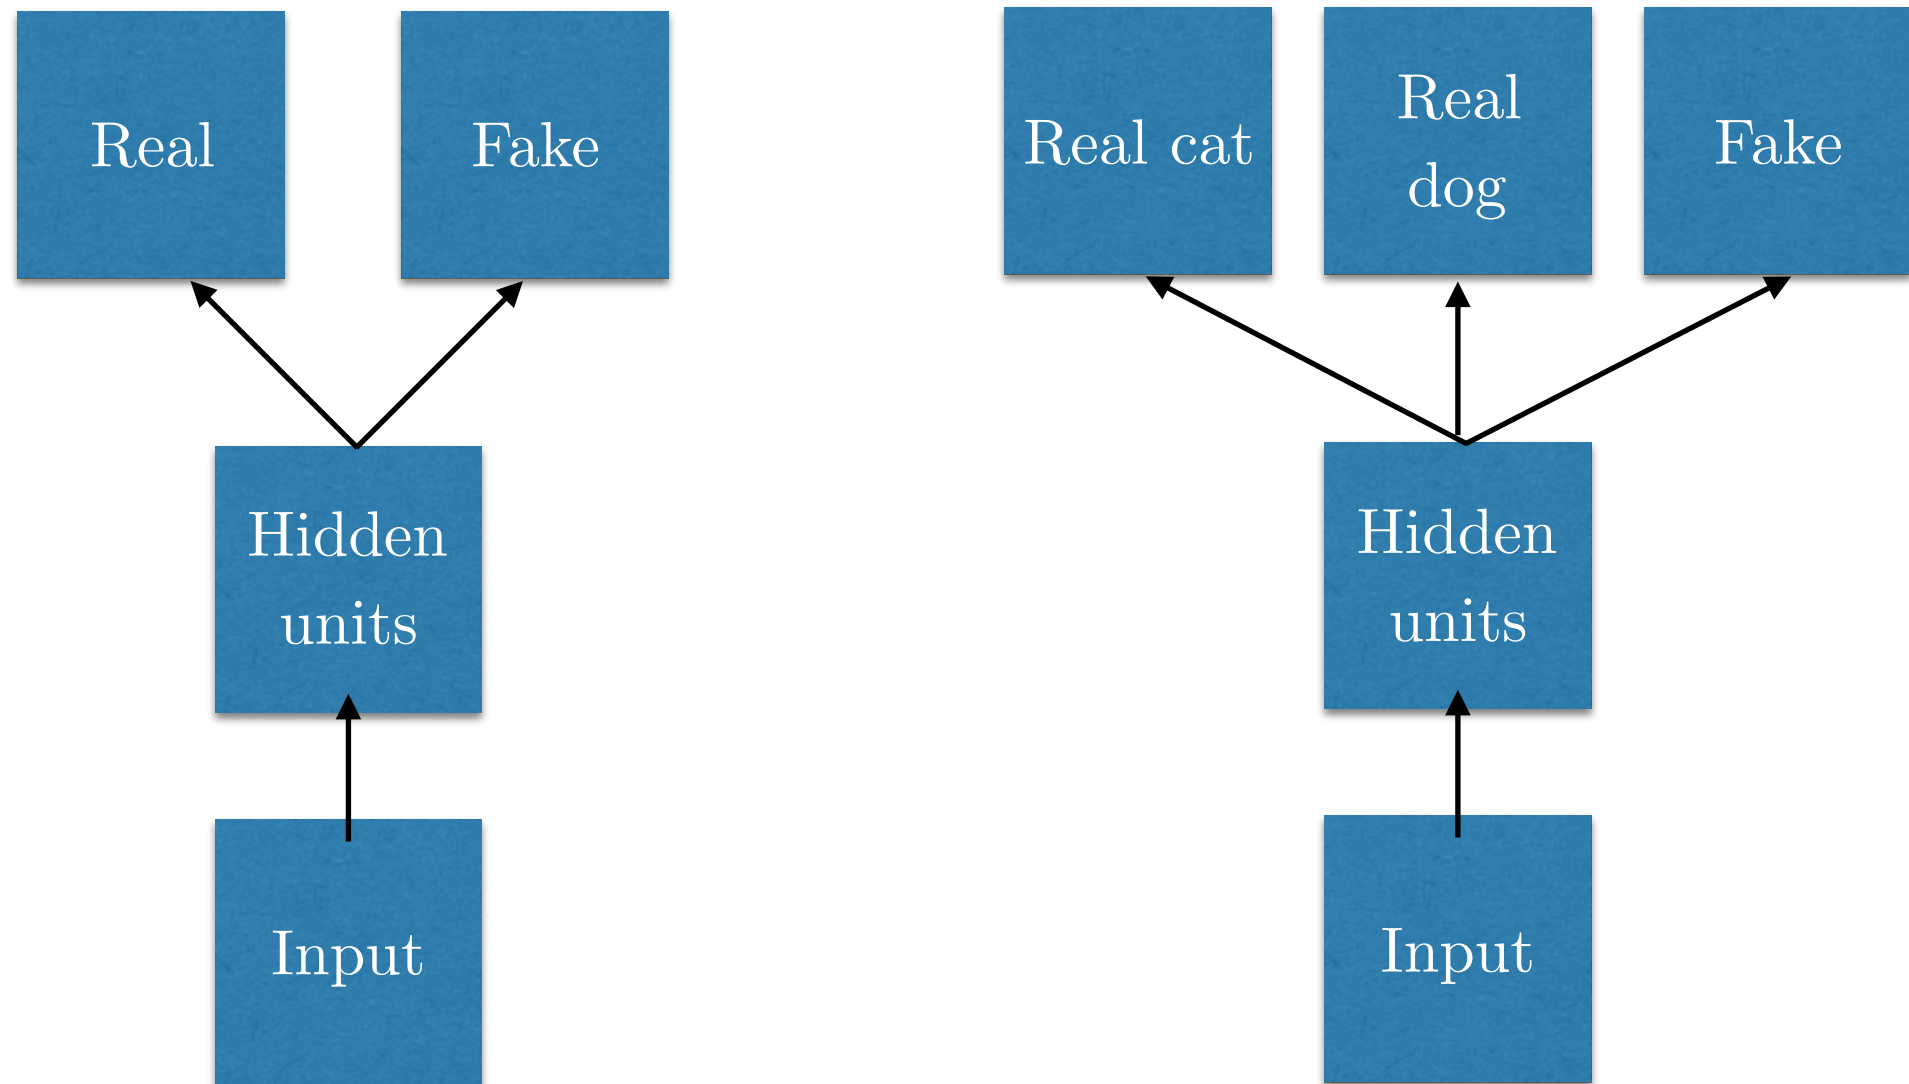 Real
Fake
Hidden
units
Input
Real cat
Real
dog
Fake
Hidden
units
Input